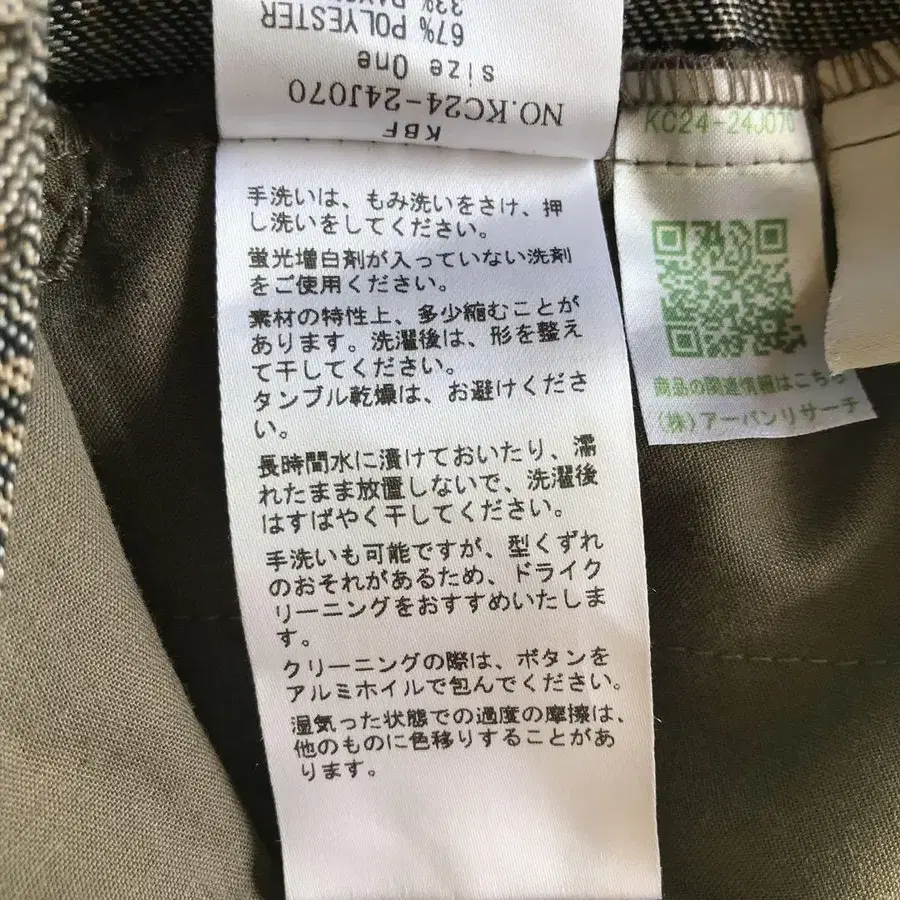 67% POLYESTER
size One
NO.KC24-24J070
KBF
手洗いは、もみ洗いをさけ、押
し洗いをしてください。
蛍光増白剤が入っていない洗剤
をご使用ください。
素材の特性上、多少縮むことが
あります。洗濯後は、形を整え
て干してください。
タンブル乾燥は、お避けくださ
い。
長時間水に漬けておいたり、濡
れたまま放置しないで、洗濯後
はすばやく干してください。
手洗いも可能ですが、型くずれ
のおそれがあるため、ドライク
リーニングをおすすめいたしま
す。
クリーニングの際は、ボタンを
アルミホイルで包んでください。
湿気った状態での過度の摩擦は、
他のものに色移りすることがあ
ります。
KC24-24J070
商品の関連情報はこちら
(株)アーバンリサーチ